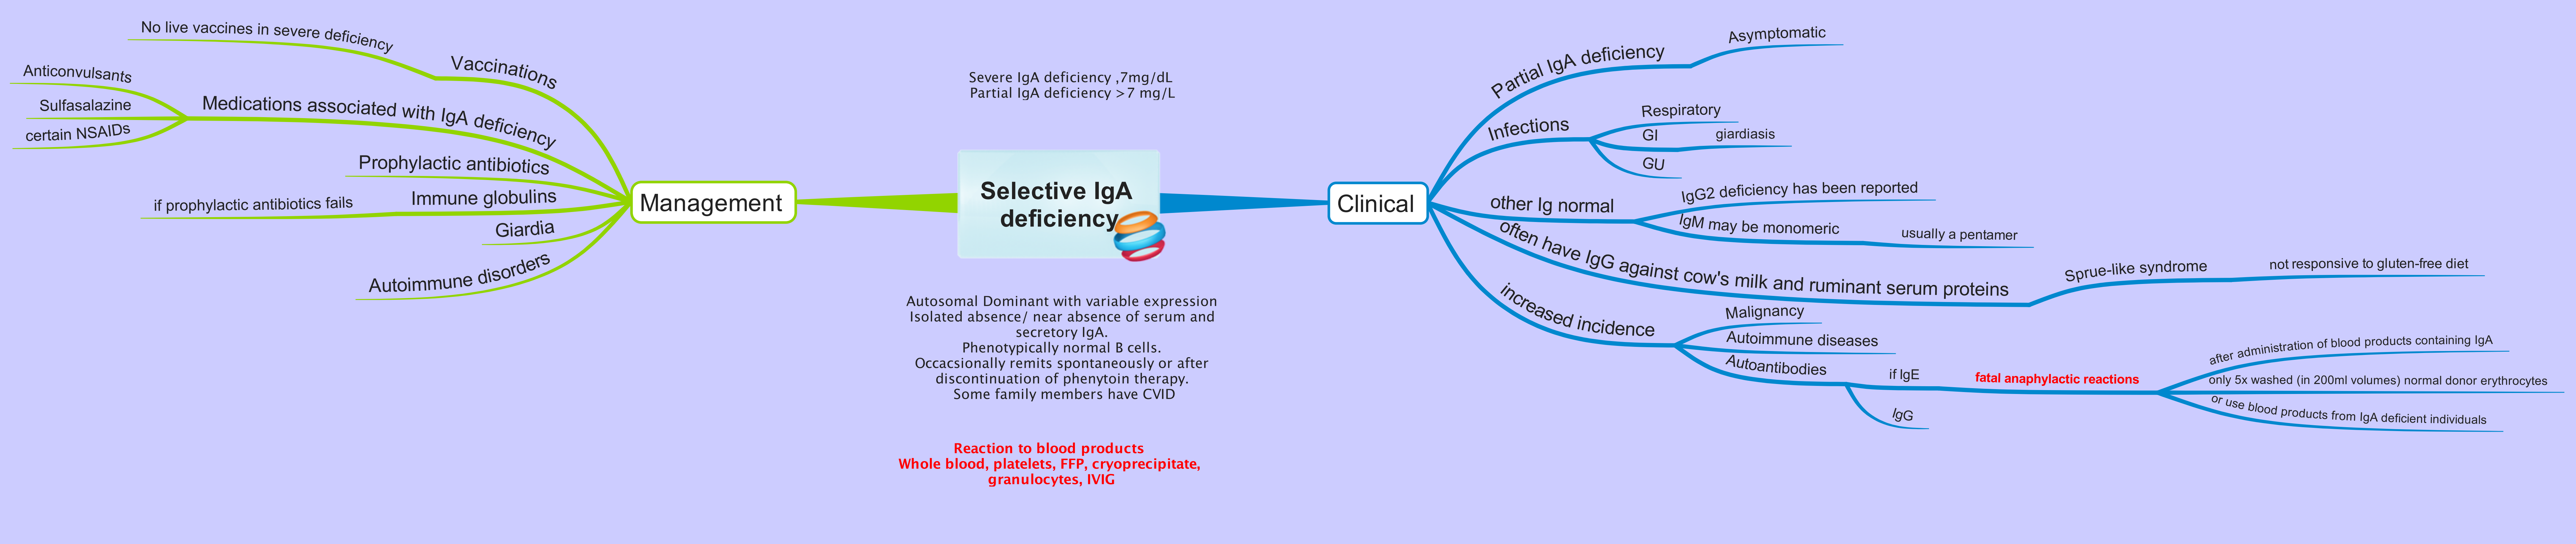 No live vaccines in severe deficiency
Vaccinations
Anticonvulsants
Sulfasalazine
certain NSAIDs
Medications associated with IgA deficiency
Prophylactic antibiotics
if prophylactic antibiotics fails
Immune globulins
Giardia
Autoimmune disorders
Management
Severe IgA deficiency ,7mg/dL
Partial IgA deficiency >7 mg/L
Selective IgA
deficiency
Autosomal Dominant with variable expression
Isolated absence/ near absence of serum and
secretory IgA.
Phenotypically normal B cells.
Occacsionally remits spontaneously or after
discontinuation of phenytoin therapy.
Some family members have CVID
Reaction to blood products
Whole blood, platelets, FFP, cryoprecipitate,
granulocytes, IVIG
Clinical
Partial IgA deficiency
Asymptomatic
Infections
Respiratory
GI
giardiasis
GU
other Ig normal
IgG2 deficiency has been reported
IgM may be monomeric
usually a pentamer
often have IgG against cow's milk and ruminant serum proteins
Sprue-like syndrome
not responsive to gluten-free diet
increased incidence
Malignancy
Autoimmune diseases
Autoantibodies
if IgE
fatal anaphylactic reactions
after administration of blood products containing IgA
only 5x washed (in 200ml volumes) normal donor erythrocytes
or use blood products from IgA deficient individuals
IgG